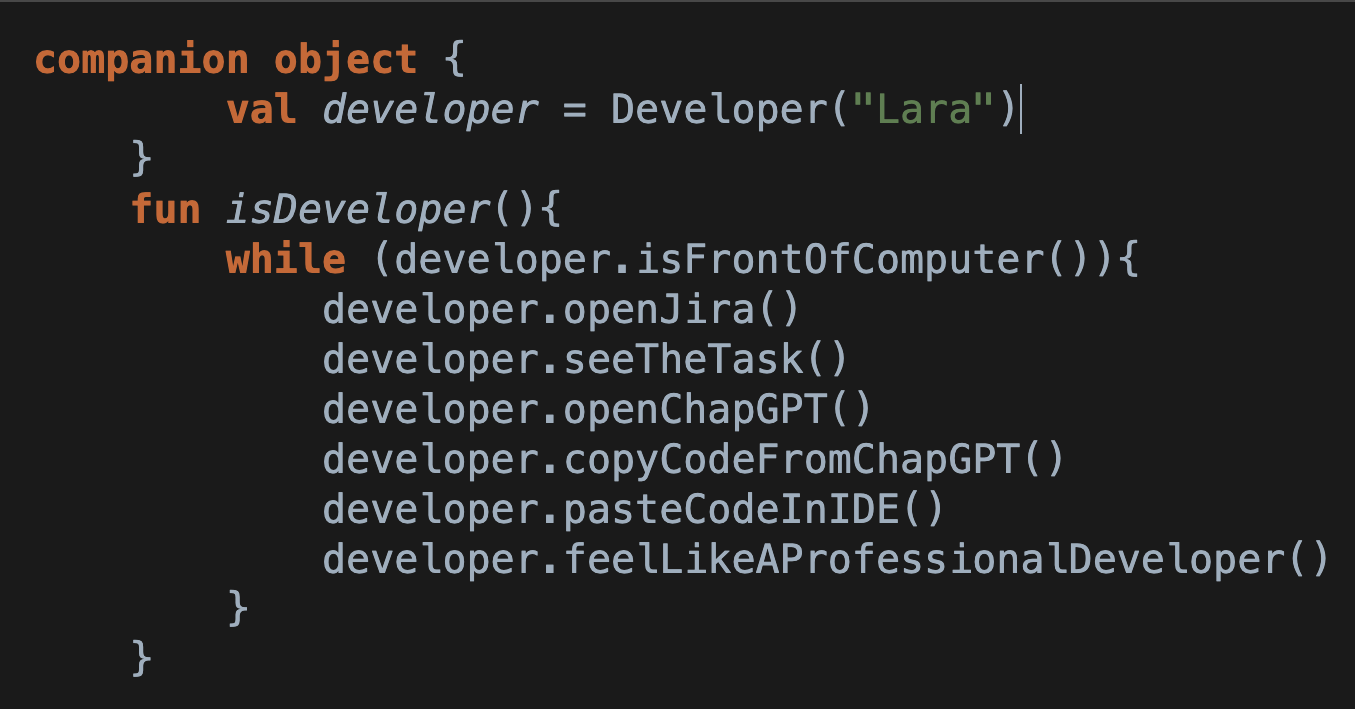 companion object {
        val developer = Developer("Lara")
    }
    fun isDeveloper(){
        while (developer.isFrontOfComputer()){
            developer.openJira()
            developer.seeTheTask()
            developer.openChapGPT()
            developer.copyCodeFromChapGPT()
            developer.pasteCodeInIDE()
            developer.feelLikeAProfessionalDeveloper()
        }
    }